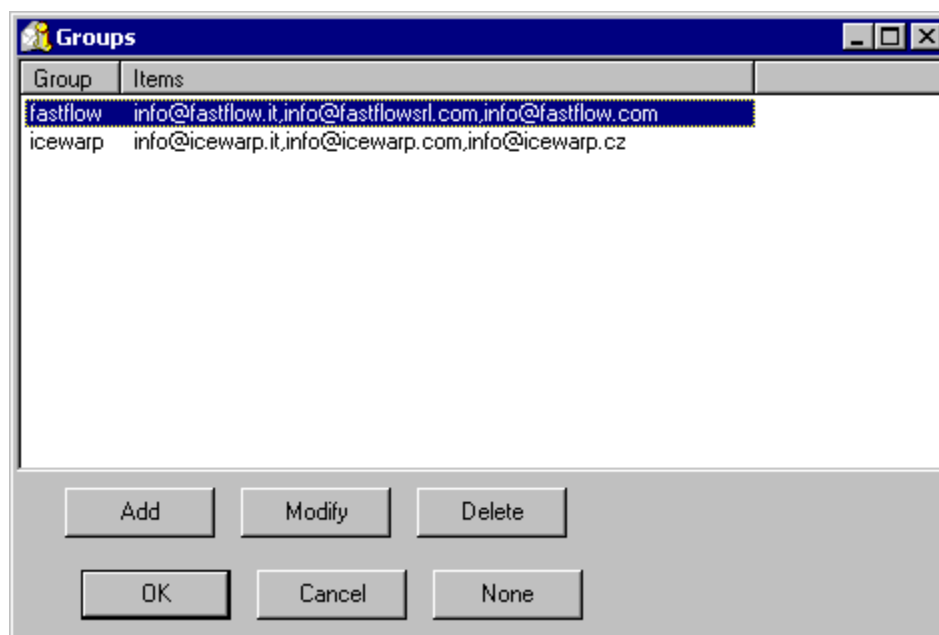 Groups
Group Items
fastflow info@fastflow.it,info@fastflowsrl.com,info@fastflow.com
icewarp info@icewarp.it,info@icewarp.com,info@icewarp.cz
Add Modify Delete
OK Cancel None